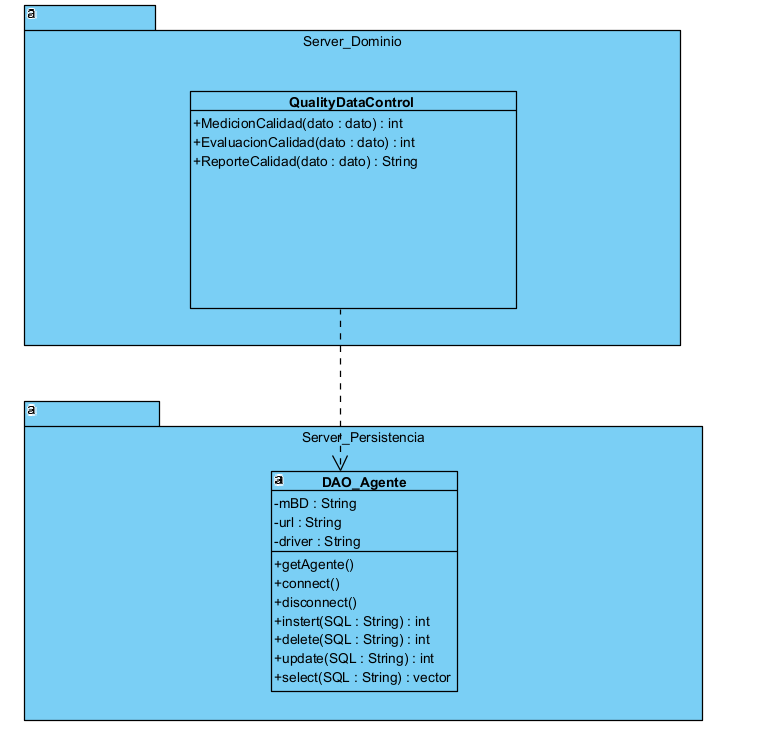 a
Server_Dominio
QualityDataControl
+MedicionCalidad(dato : dato) : int
+EvaluacionCalidad(dato : dato) : int
+ReporteCalidad(dato : dato) : String
a
Server_Persistencia
a
DAO_Agente
-mBD : String
-url : String
-driver : String
+getAgente()
+connect()
+disconnect()
+instert(SQL : String) : int
+delete(SQL : String) : int
+update(SQL : String) : int
+select(SQL : String) : vector